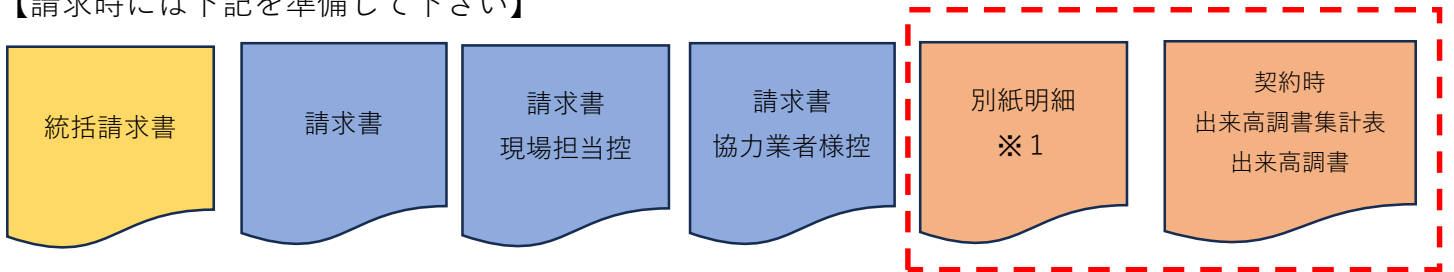 【請求時には下記を準備して下さい】
統括請求書
請求書
請求書
現場担当控
請求書
協力業者様控
別紙明細
※１
契約時
出来高調書集計表
出来高調書